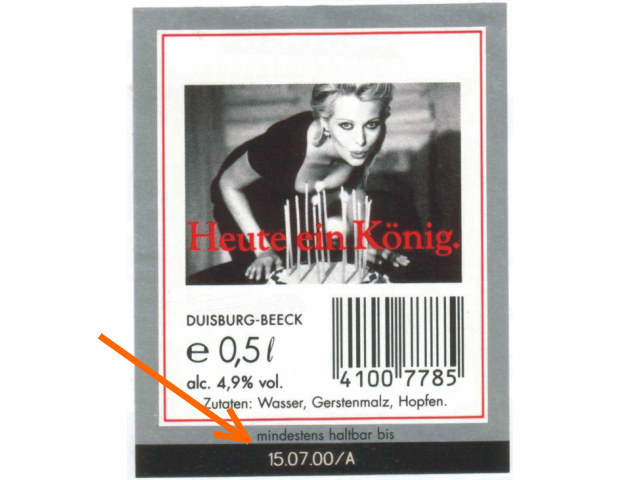 Heute ein König.
DUISBURG-BEECK
e 0,5 l
alc. 4,9% vol.
4100 7785
Zutaten: Wasser, Gerstenmalz, Hopfen.
mindestens haltbar bis
15.07.00/A